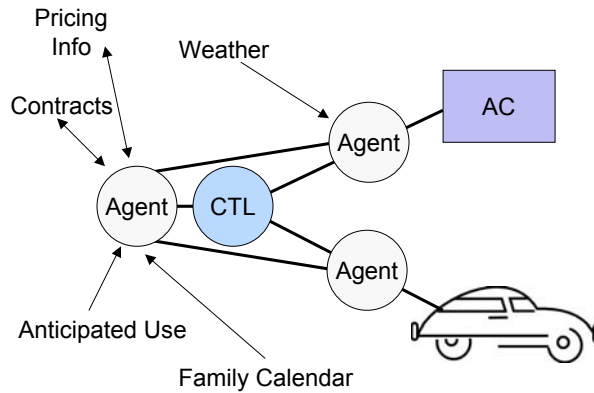 Pricing
Info
Weather
Contracts
AC
Agent
Agent
CTL
Agent
Anticipated Use
Family Calendar